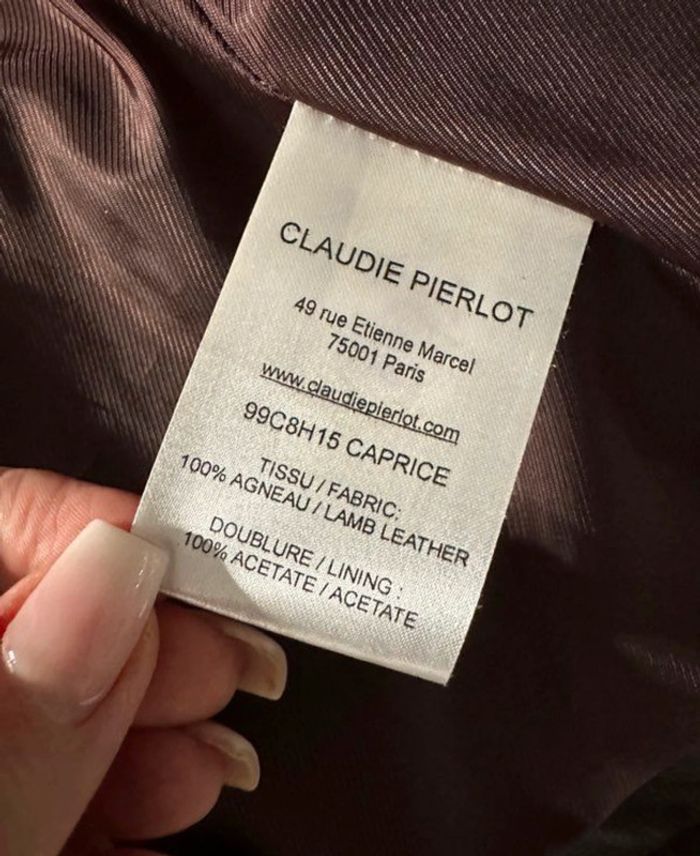 CLAUDIE PIERLOT
49 rue Etienne Marcel
75001 Paris
www.claudiepierlot.com
99C8H15 CAPRICE
TISSU / FABRIC:
100% AGNEAU / LAMB LEATHER
DOUBLURE / LINING :
100% ACETATE / ACETATE